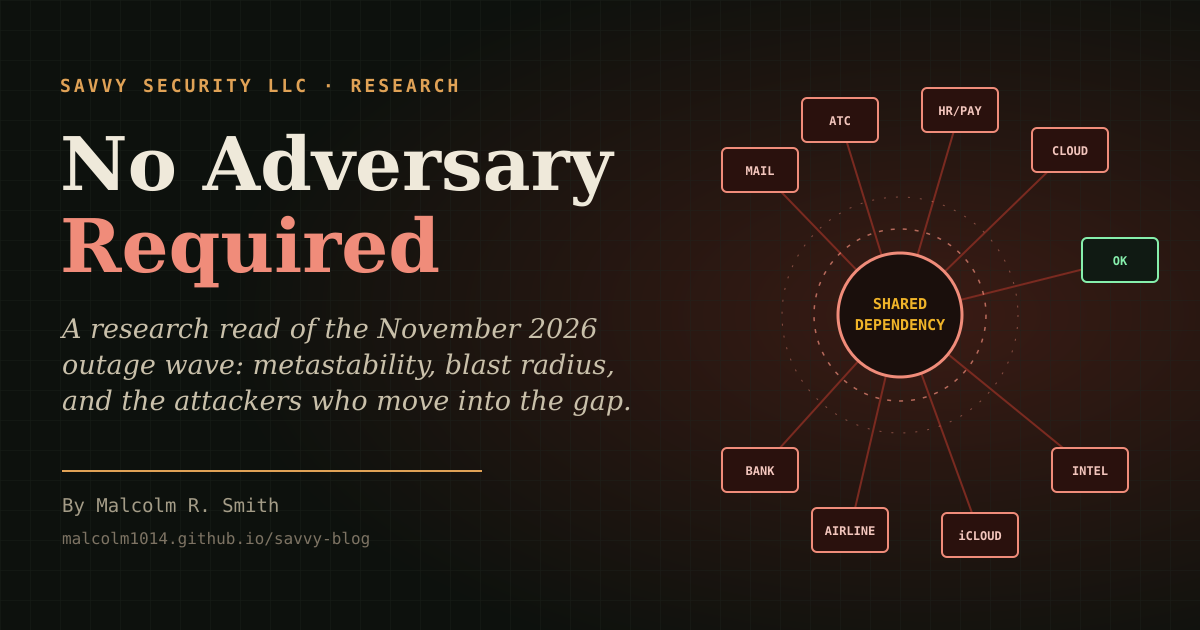 SAVVY SECURITY LLC · RESEARCH
No Adversary
Required
A research read of the November 2026
outage wave: metastability, blast radius,
and the attackers who move into the gap.
By Malcolm R. Smith
malcolm1014.github.io/savvy-blog
MAIL
ATC
HR/PAY
CLOUD
OK
SHARED
DEPENDENCY
BANK
AIRLINE
iCLOUD
INTEL